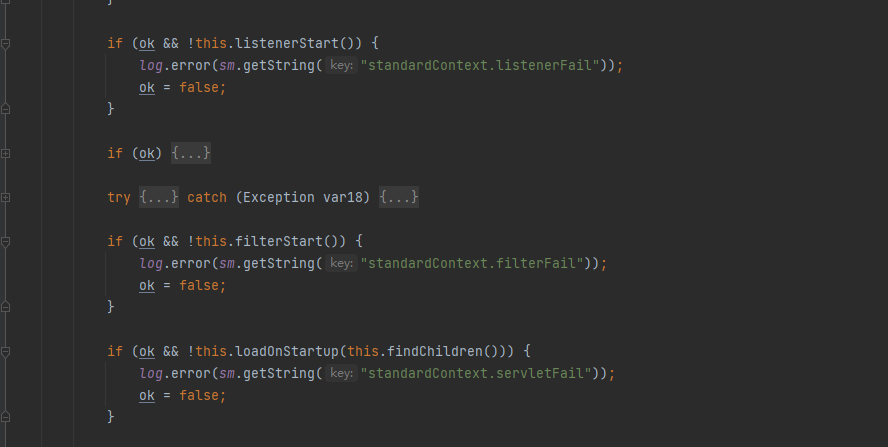 }
if (ok && !this.listenerStart()) {
log.error(sm.getString( key: "standardContext.listenerFail"));
ok = false;
}
if (ok) {...}
try {...} catch (Exception var18) {...}
if (ok && !this.filterStart()) {
log.error(sm.getString( key: "standardContext.filterFail"));
ok = false;
}
if (ok && !this.loadOnStartup(this.findChildren())) {
log.error(sm.getString( key: "standardContext.servletFail"));
ok = false;
}